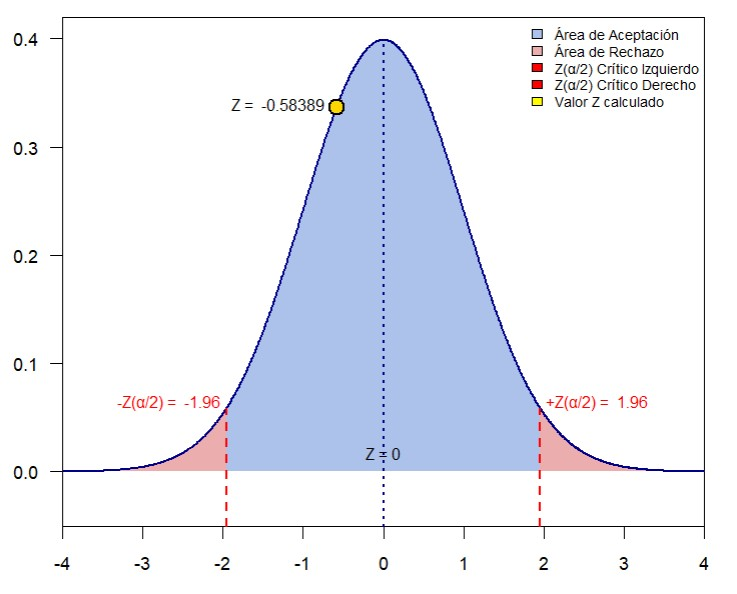 0.4
0.3
0.2
0.1
0.0
Área de Aceptación
Área de Rechazo
Z(α/2) Crítico Izquierdo
Z(α/2) Crítico Derecho
Valor Z calculado
Z = -0.58389
-Z(α/2) = -1.96
+Z(α/2) = 1.96
Z = 0
-4 -3 -2 -1 0 1 2 3 4